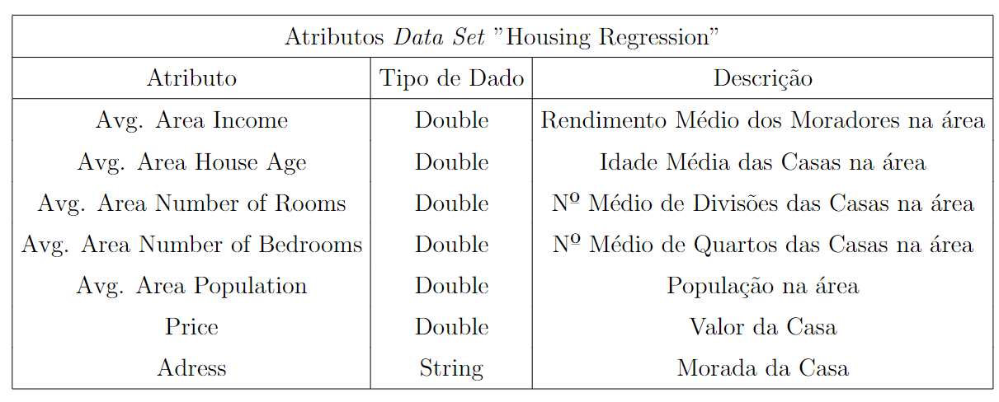 Atributos Data Set ”Housing Regression”
Atributo Tipo de Dado Descrição
Avg. Area Income Double Rendimento Médio dos Moradores na área
Avg. Area House Age Double Idade Média das Casas na área
Avg. Area Number of Rooms Double Nº Médio de Divisões das Casas na área
Avg. Area Number of Bedrooms Double Nº Médio de Quartos das Casas na área
Avg. Area Population Double População na área
Price Double Valor da Casa
Adress String Morada da Casa